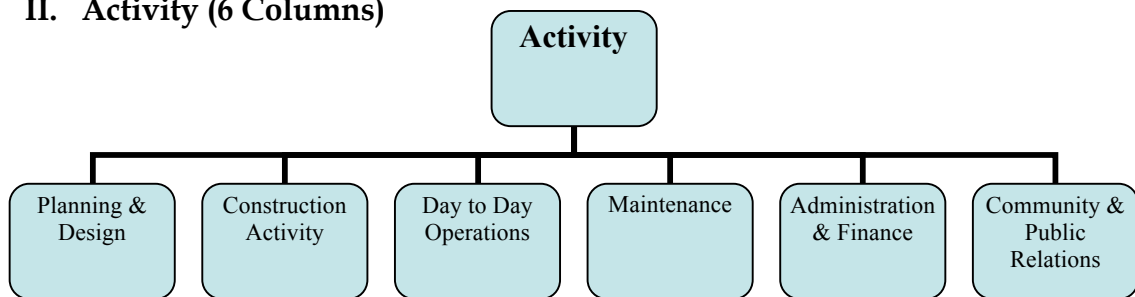 II. Activity (6 Columns)
Activity
Planning &
Design
Construction
Activity
Day to Day
Operations
Maintenance
Administration
& Finance
Community &
Public
Relations